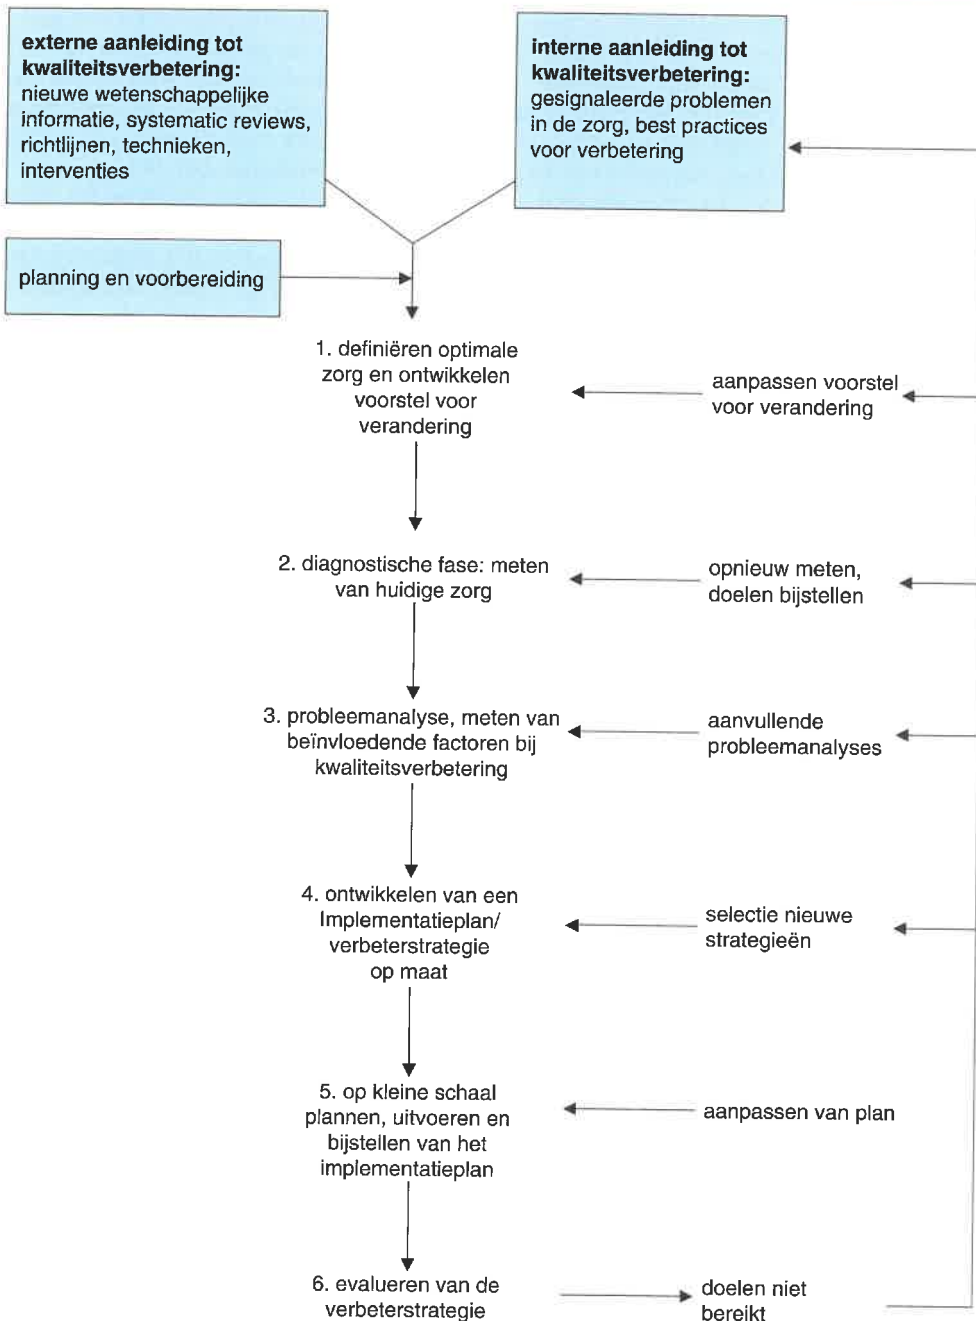 externe aanleiding tot
kwaliteitsverbetering:
nieuwe wetenschappelijke
informatie, systematic reviews,
richtlijnen, technieken,
interventies
interne aanleiding tot
kwaliteitsverbetering:
gesignaleerde problemen
in de zorg, best practices
voor verbetering
planning en voorbereiding
1. definiëren optimale
zorg en ontwikkelen
voorstel voor
verandering
aanpassen voorstel
voor verandering
2. diagnostische fase: meten
van huidige zorg
opnieuw meten,
doelen bijstellen
3. probleemanalyse, meten van
beïnvloedende factoren bij
kwaliteitsverbetering
aanvullende
probleemanalyses
4. ontwikkelen van een
Implementatieplan/
verbeterstrategie
op maat
selectie nieuwe
strategieën
5. op kleine schaal
plannen, uitvoeren en
bijstellen van het
implementatieplan
aanpassen van plan
6. evalueren van de
verbeterstrategie
doelen niet
bereikt